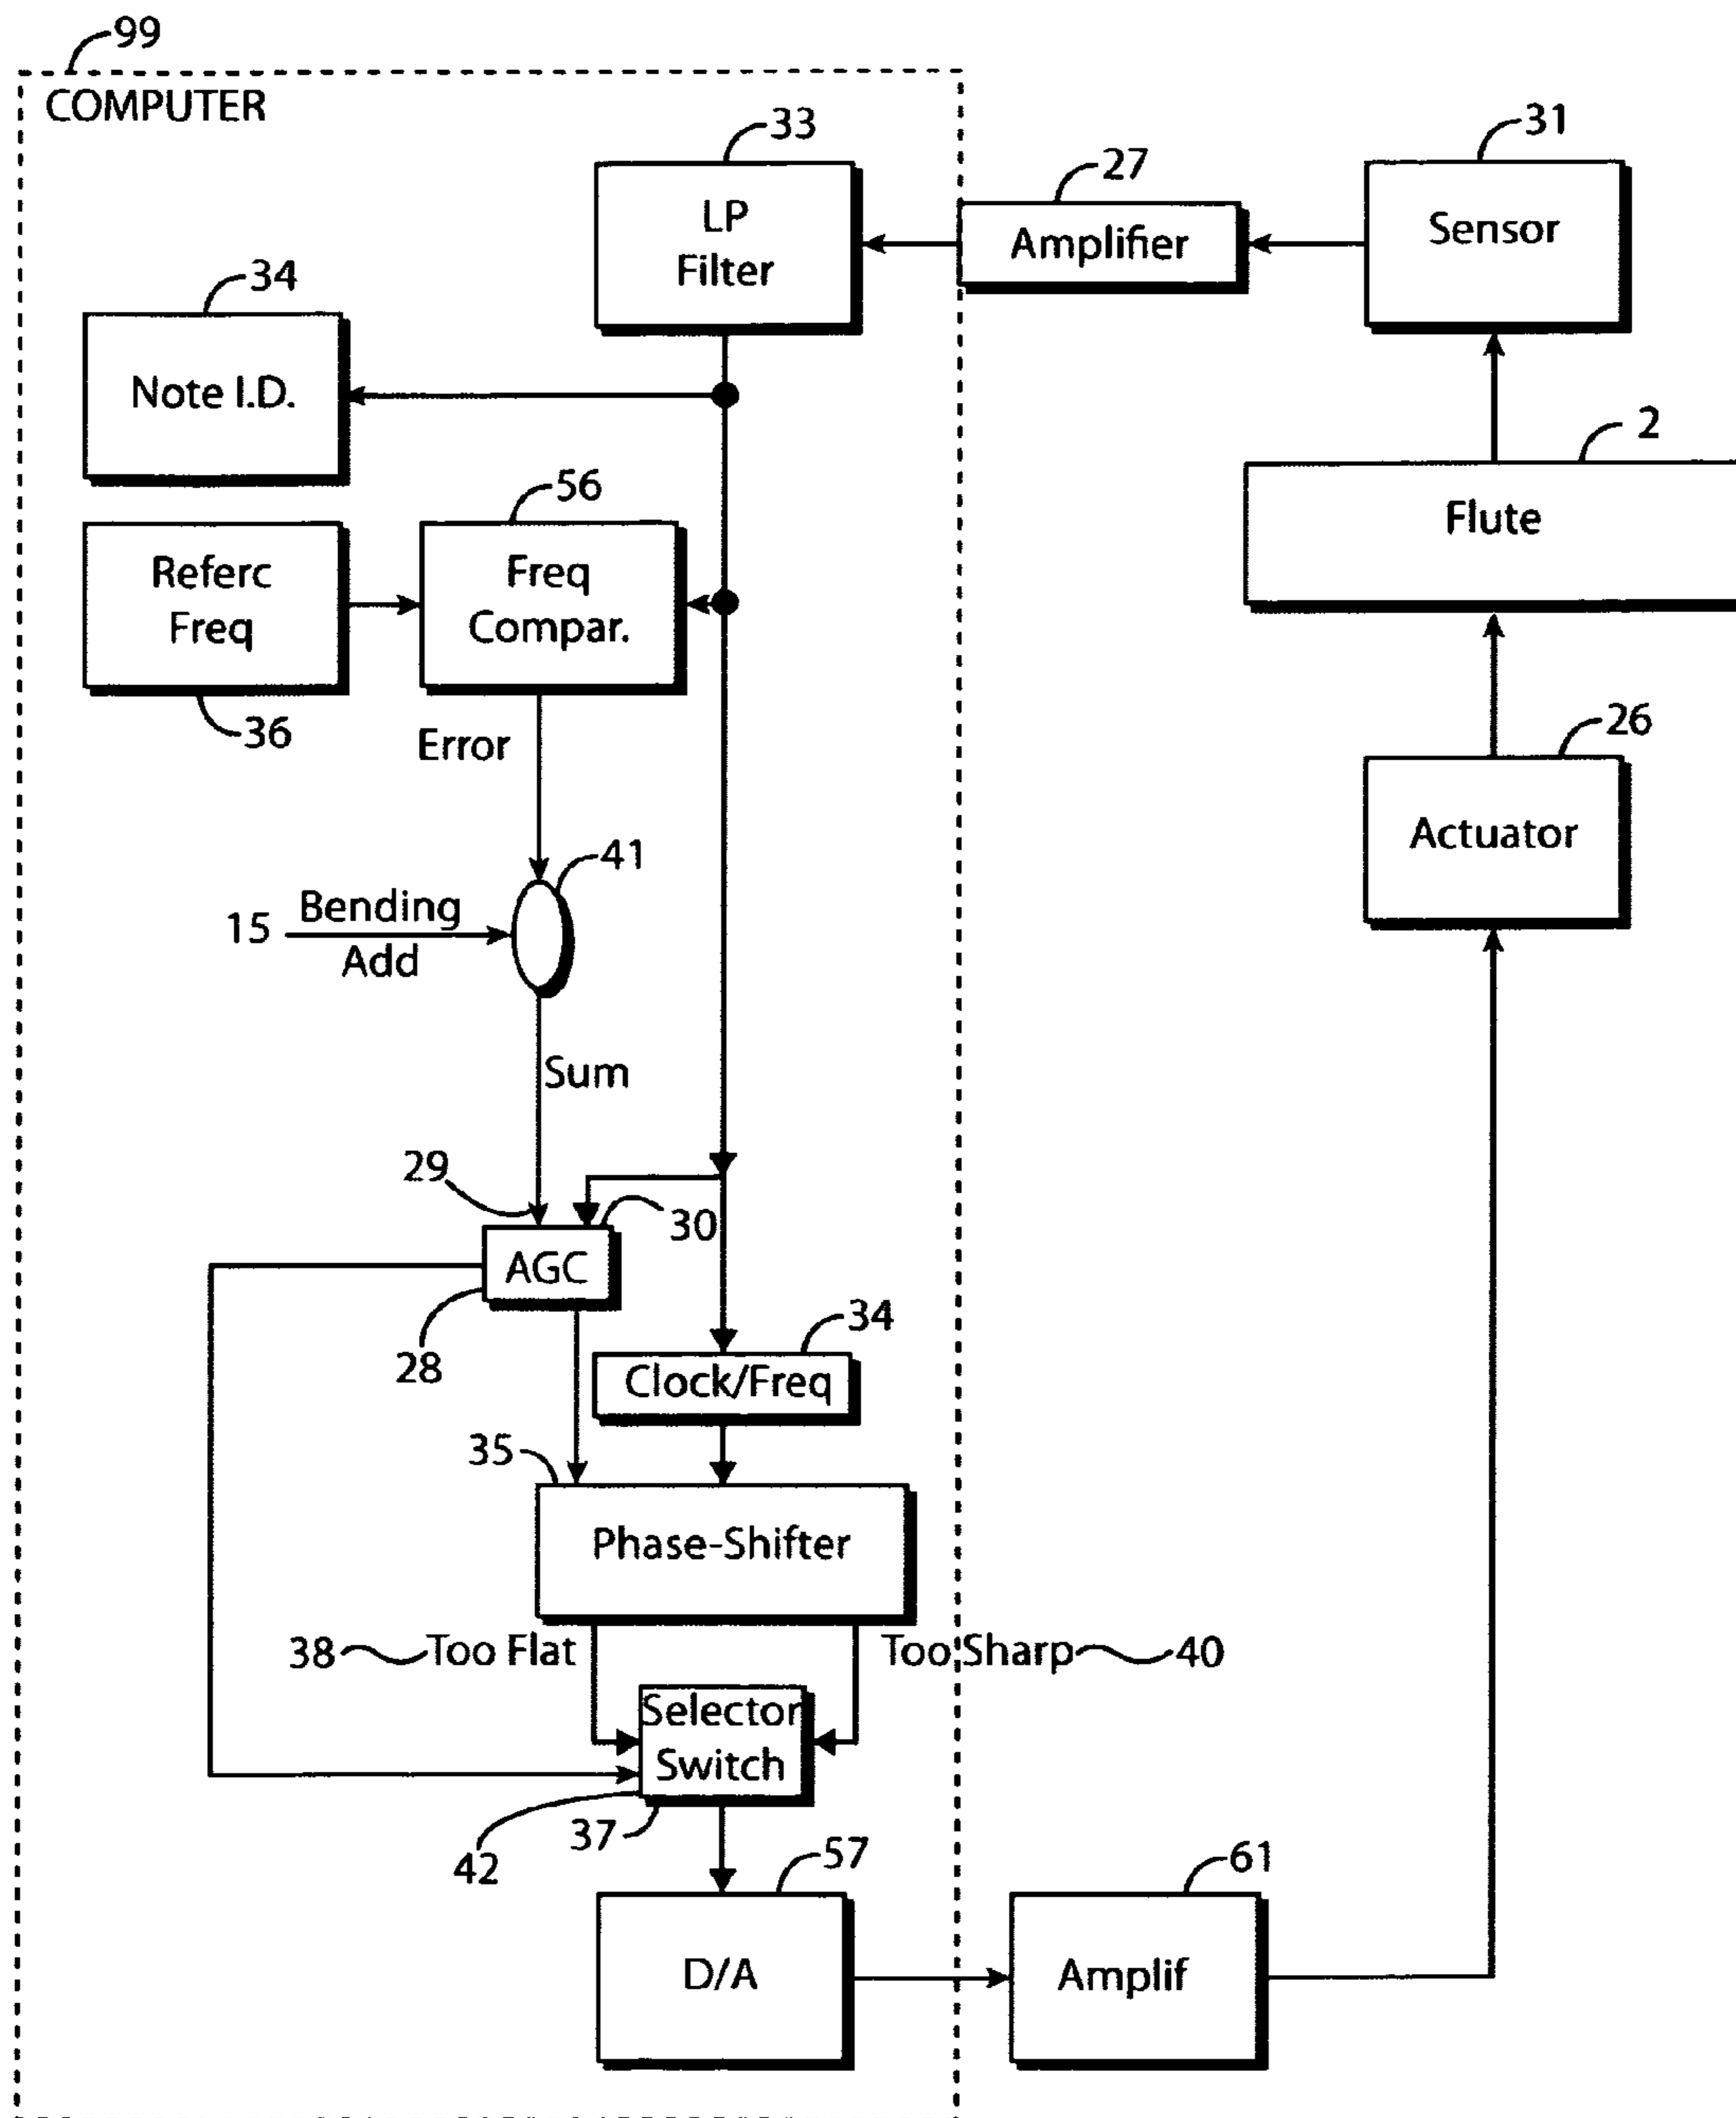 99
COMPUTER
33
31
27
LP
Filter
Amplifier
Sensor
34
Note I.D.
2
56
Flute
Referc
Freq
Freq
Compar.
36
Error
26
Actuator
41
15
Bending
Add
Sum
29
30
AGC
28
34
Clock/Freq
35
Phase-Shifter
38
Too Flat
Too Sharp
40
Selector
Switch
37
42
57
61
D/A
Amplif